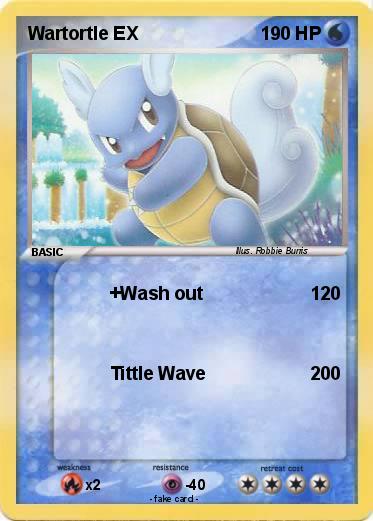 Wartortle EX 190 HP
BASIC
Illus. Robbie Burris
+Wash out 120
Tittle Wave 200
weakness resistance retreat cost
x2 -40
- fake card -